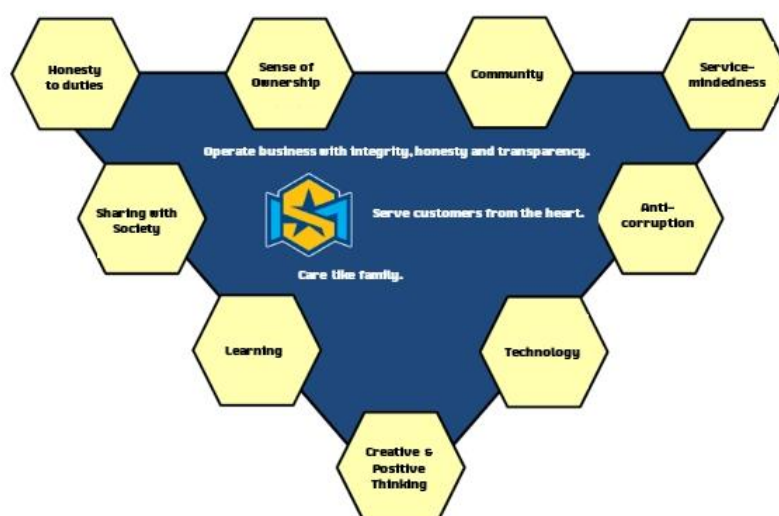 Honesty
to duties
Sense of
Ownership
Community
Service-
mindedness
Operate business with integrity, honesty and transparency.
Sharing with
Society
Serve customers from the heart.
Anti-
corruption
Care like family.
Learning
Technology
Creative &
Positive
Thinking